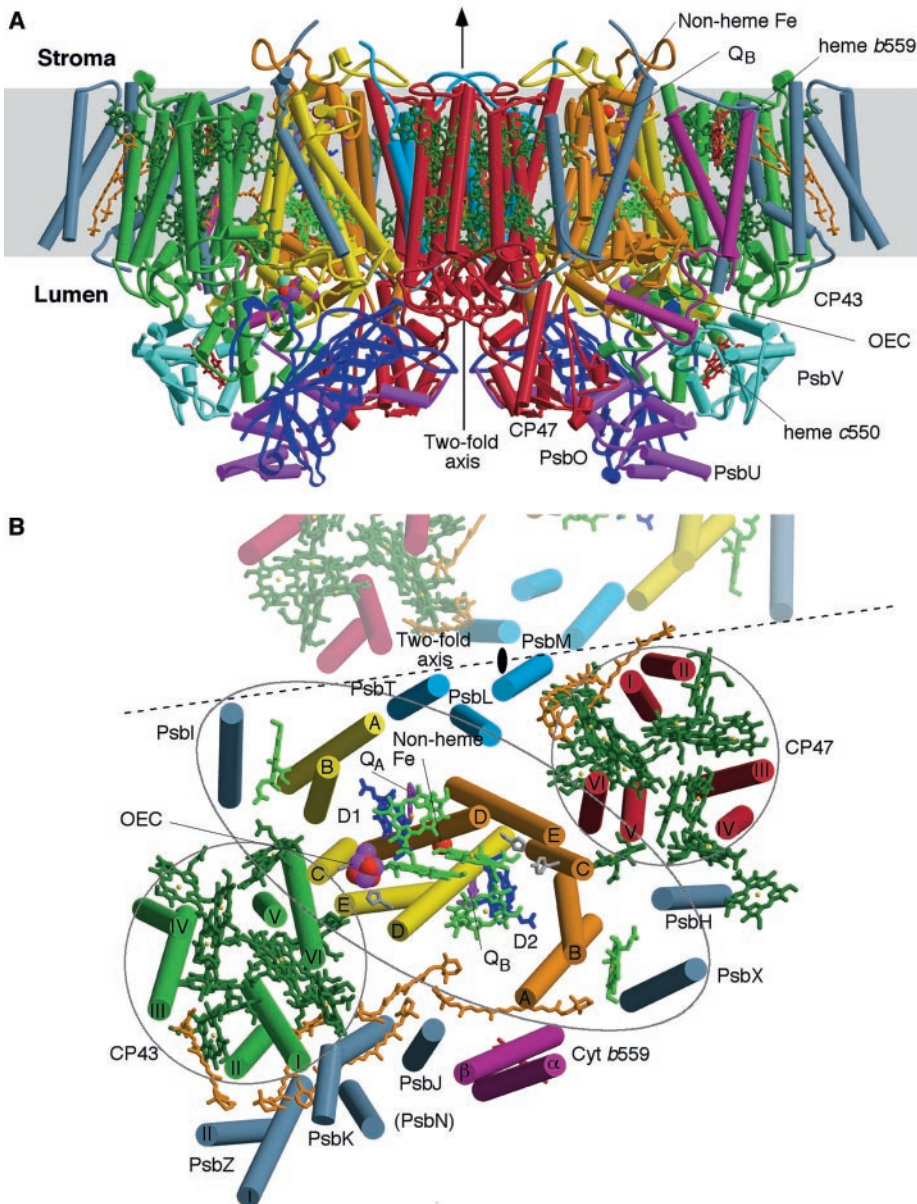 A
Stroma
Non-heme Fe
QB
heme b559
Lumen
CP43
OEC
PsbV
heme c550
CP47
Two-fold
axis
PsbO
PsbU
B
Two-fold
axis
PsbM
PsbT
PsbL
PsbI
A
B
Non-heme
Fe
QA
I
II
CP47
III
VI
V
IV
OEC
D1
D
E
C
C
E
D
D2
QB
B
A
PsbH
PsbX
IV
V
VI
III
CP43
II
I
PsbJ
β
α
Cyt b559
(PsbN)
PsbK
II
PsbZ
I